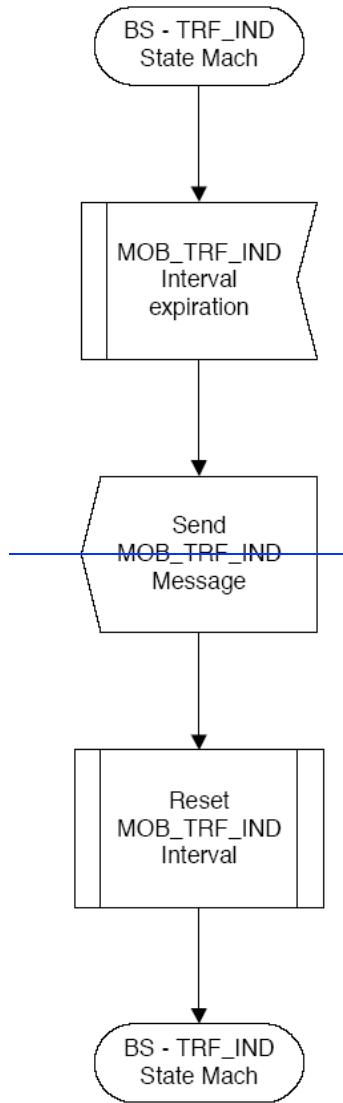 BS - TRF_IND
State Mach
MOB_TRF_IND
Interval
expiration
Send
MOB_TRF_IND
Message
Reset
MOB_TRF_IND
Interval
BS - TRF_IND
State Mach